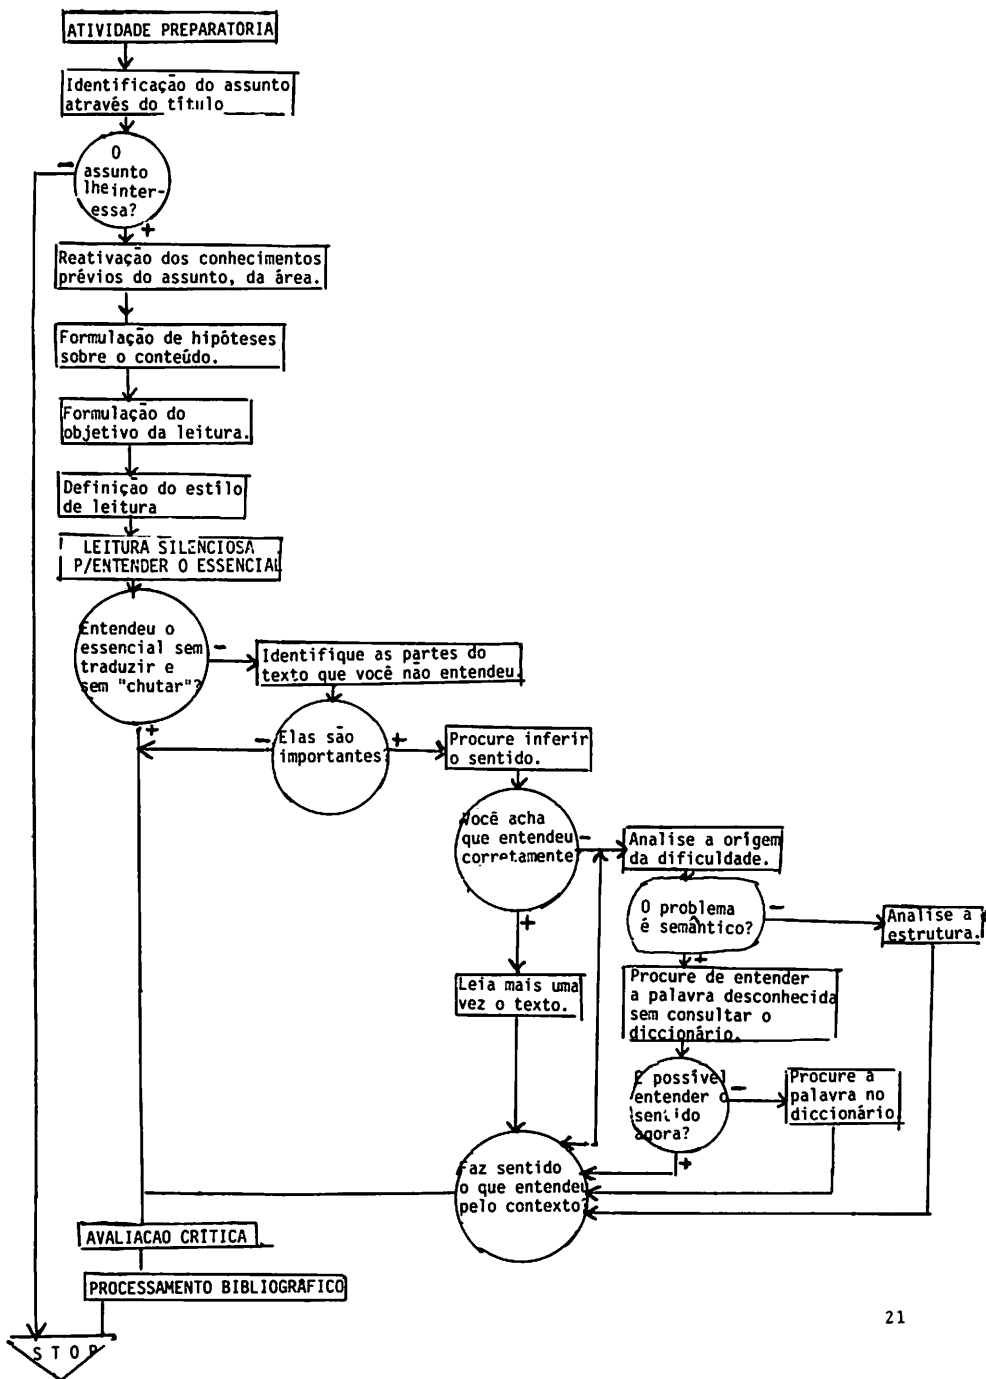 ATIVIDADE PREPARATÓRIA
Identificação do assunto
através do título
O
assunto
lhe inter-
essa?
-
+
Reativação dos conhecimentos
prévios do assunto, da área.
Formulação de hipóteses
sobre o conteúdo.
Formulação do
objetivo da leitura.
Definição do estilo
de leitura
LEITURA SILENCIOSA
P/ENTENDER O ESSENCIAL
Entendeu o
essencial sem
traduzir e
sem "chutar"?
-
+
Identifique as partes do
texto que você não entendeu.
Elas são
importantes
-
+
Procure inferir
o sentido.
Você acha
que entendeu
corretamente
-
+
Analise a origem
da dificuldade.
O problema
é semântico?
-
+
Analise a
estrutura.
Leia mais uma
vez o texto.
Procure de entender
a palavra desconhecida
sem consultar o
diccionário.
É possível
entender o
sentido
agora?
-
+
Procure a
palavra no
diccionário
Faz sentido
o que entendeu
pelo contexto?
AVALIACAO CRÍTICA
PROCESSAMENTO BIBLIOGRÁFICO
STOP
21